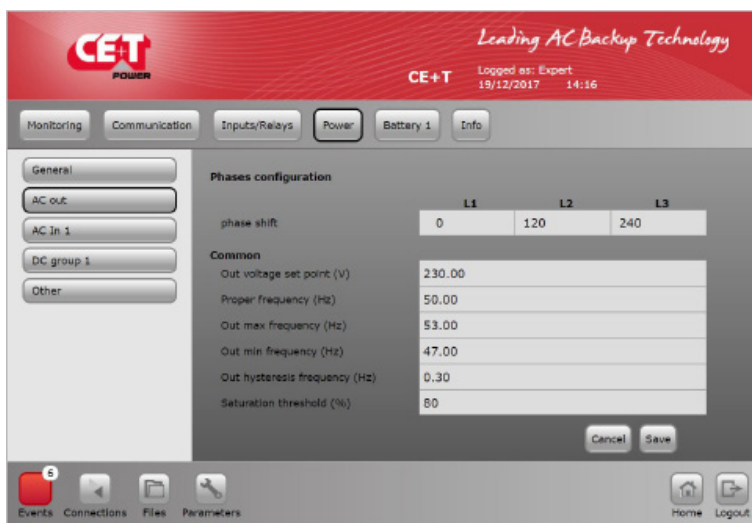 CE+T
POWER
Leading AC Backup Technology
CE+T
Logged as: Expert
19/12/2017 14:16
Monitoring Communication Inputs/Relays Power Battery 1 Info
General
AC out
AC In 1
DC group 1
Other
Phases configuration
L1 L2 L3
phase shift 0 120 240
Common
Out voltage set point (V) 230.00
Proper frequency (Hz) 50.00
Out max frequency (Hz) 53.00
Out min frequency (Hz) 47.00
Out hysteresis frequency (Hz) 0.30
Saturation threshold (%) 80
Cancel Save
6
Events Connections Files Parameters Home Logout